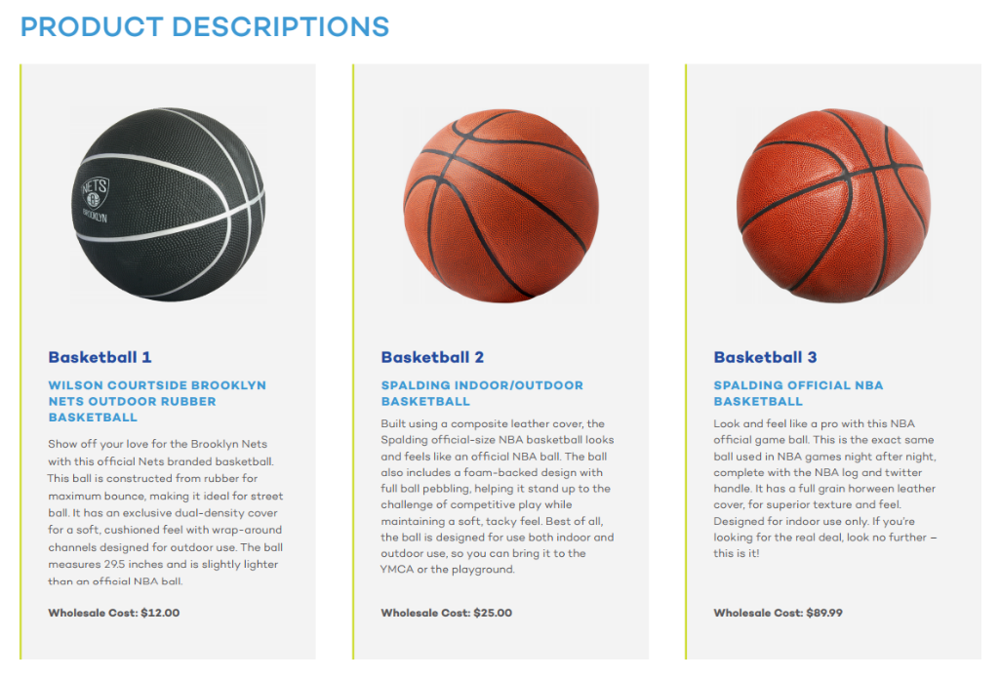 PRODUCT DESCRIPTIONS
NETS
B
BROOKLYN
Basketball 1
WILSON COURTSIDE BROOKLYN
NETS OUTDOOR RUBBER
BASKETBALL
Show off your love for the Brooklyn Nets
with this official Nets branded basketball.
This ball is constructed from rubber for
maximum bounce, making it ideal for street
ball. It has an exclusive dual-density cover
for a soft, cushioned feel with wrap-around
channels designed for outdoor use. The ball
measures 29.5 inches and is slightly lighter
than an official NBA ball.
Wholesale Cost: $12.00
Basketball 2
SPALDING INDOOR/OUTDOOR
BASKETBALL
Built using a composite leather cover, the
Spalding official-size NBA basketball looks
and feels like an official NBA ball. The ball
also includes a foam-backed design with
full ball pebbling, helping it stand up to the
challenge of competitive play while
maintaining a soft, tacky feel. Best of all,
the ball is designed for use both indoor and
outdoor use, so you can bring it to the
YMCA or the playground.
Wholesale Cost: $25.00
Basketball 3
SPALDING OFFICIAL NBA
BASKETBALL
Look and feel like a pro with this NBA
official game ball. This is the exact same
ball used in NBA games night after night,
complete with the NBA log and twitter
handle. It has a full grain horween leather
cover, for superior texture and feel.
Designed for indoor use only. If you're
looking for the real deal, look no further –
this is it!
Wholesale Cost: $89.99